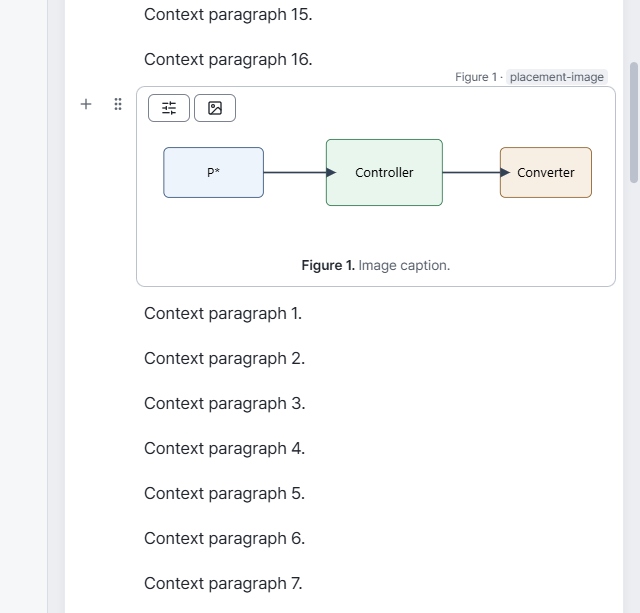 Context paragraph 15.
Context paragraph 16.
Figure 1 · placement-image
P*
Controller
Converter
Figure 1. Image caption.
Context paragraph 1.
Context paragraph 2.
Context paragraph 3.
Context paragraph 4.
Context paragraph 5.
Context paragraph 6.
Context paragraph 7.